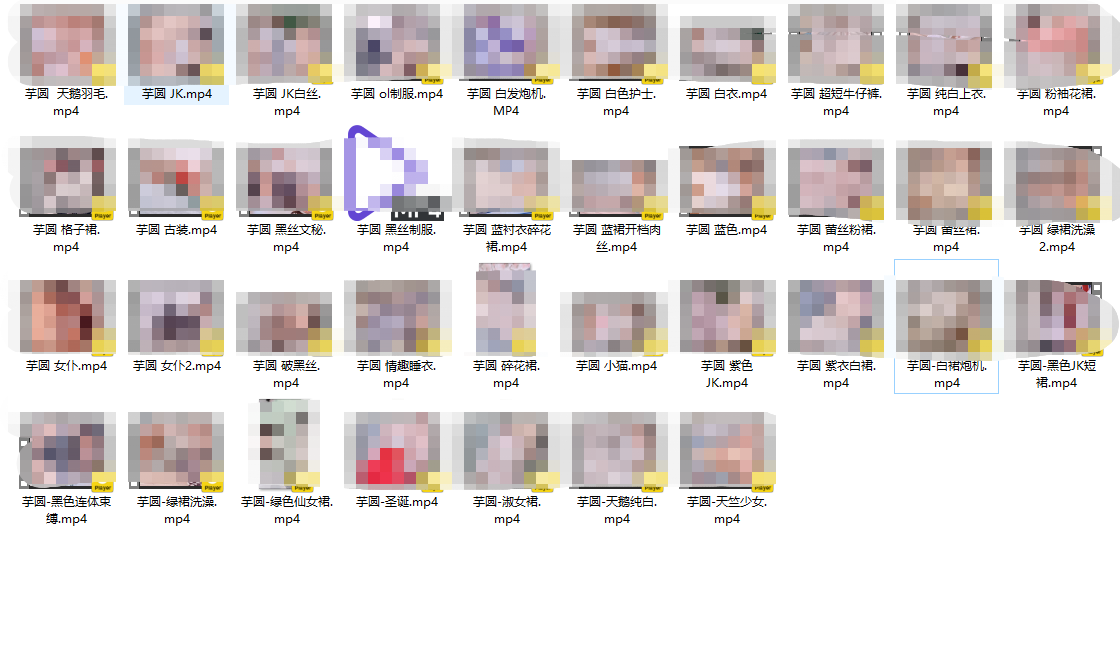 芋圆 天鹅羽毛.
mp4
芋圆 JK.mp4
芋圆 JK白丝.
mp4
芋圆 ol制服.mp4
芋圆 白发炮机.
MP4
芋圆 白色护士.
mp4
芋圆 白衣.mp4
芋圆 超短牛仔裤.
mp4
芋圆 纯白上衣.
mp4
芋圆 粉袖花裙.
mp4
芋圆 格子裙.
mp4
芋圆 古装.mp4
芋圆 黑丝文秘.
mp4
芋圆 黑丝制服.
mp4
芋圆 蓝衬衣碎花
裙.mp4
芋圆 蓝裙开裆肉
丝.mp4
芋圆 蓝色.mp4
芋圆 蕾丝粉裙.
mp4
芋圆 蕾丝裙.
mp4
芋圆 绿裙洗澡
2.mp4
芋圆 女仆.mp4
芋圆 女仆2.mp4
芋圆 破黑丝.
mp4
芋圆 情趣睡衣.
mp4
芋圆 碎花裙.
mp4
芋圆 小猫.mp4
芋圆 紫色
JK.mp4
芋圆 紫衣白裙.
mp4
芋圆-白裙炮机.
mp4
芋圆-黑色JK短
裙.mp4
芋圆-黑色连体束
缚.mp4
芋圆-绿裙洗澡.
mp4
芋圆-绿色仙女裙.
mp4
芋圆-圣诞.mp4
芋圆-淑女裙.
mp4
芋圆-天鹅纯白.
mp4
芋圆-天竺少女.
mp4